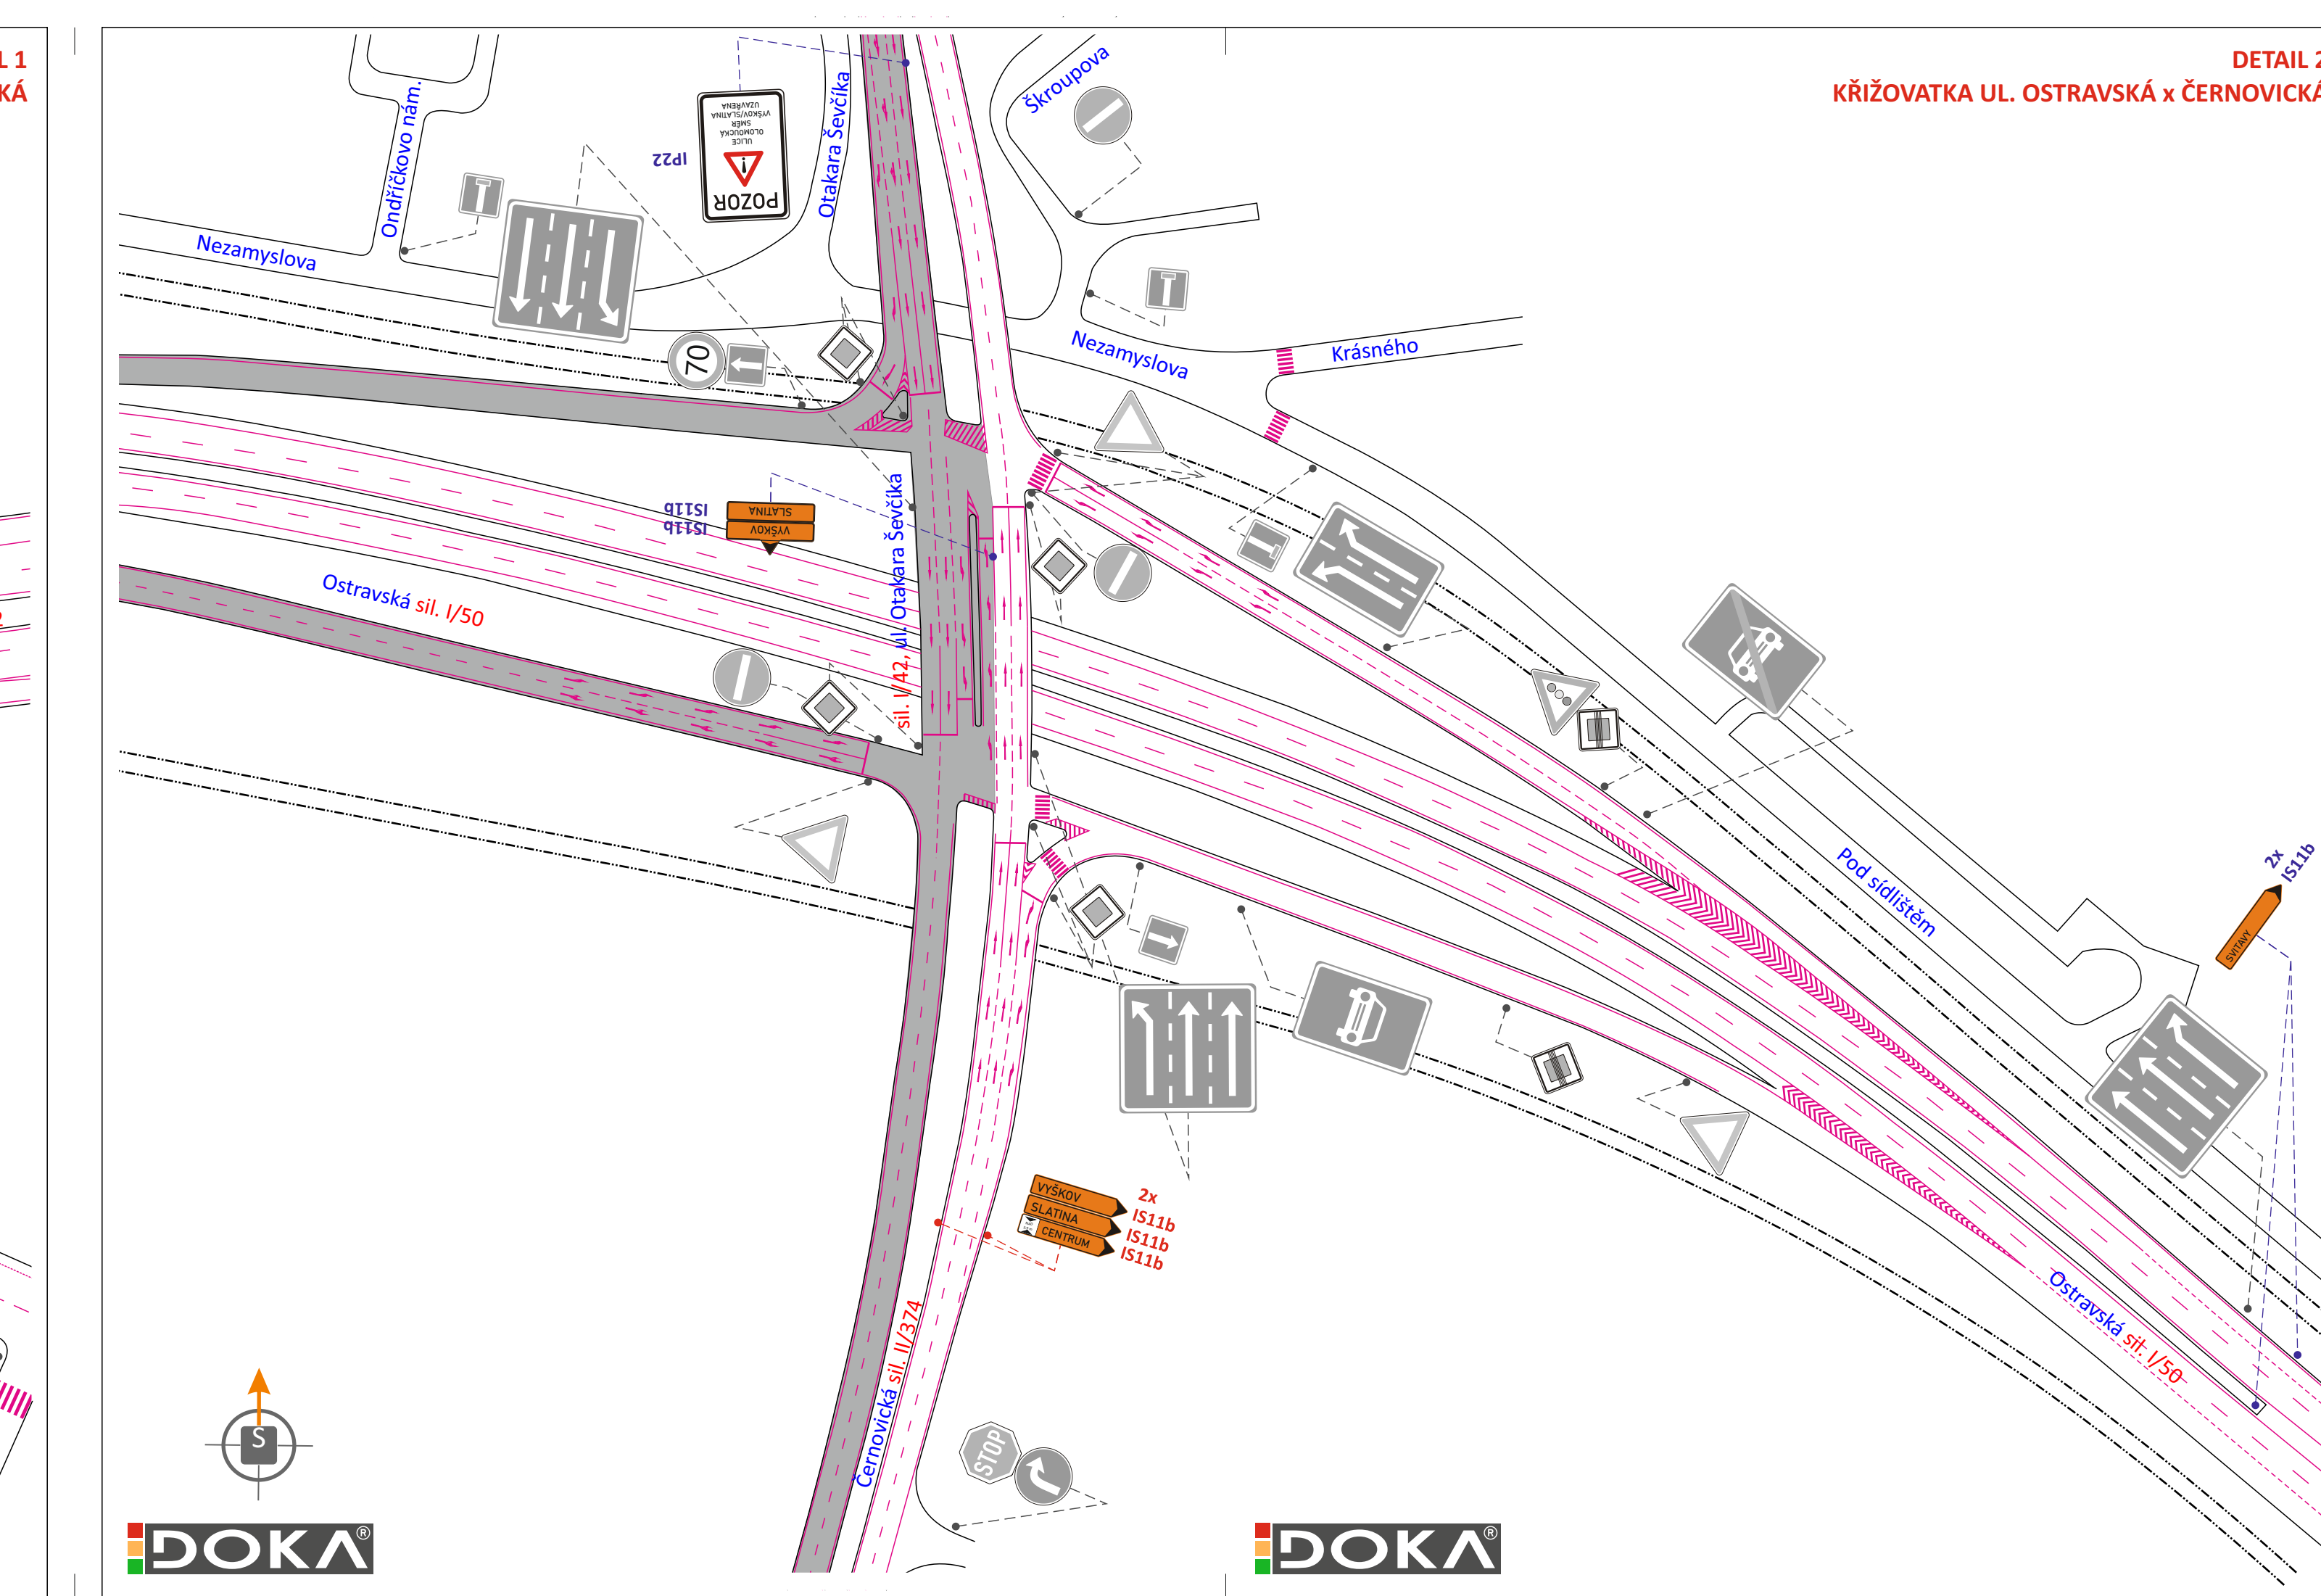 L 1
KÁ
DETAIL 2
KŘIŽOVATKA UL. OSTRAVSKÁ x ČERNOVICKÁ
Ondříčkovo nám.
Otakara Ševčíka
Škroupova
IP22
POZOR
ULICE
OLOMOUCKÁ
SMĚR
VYŠKOV/SLATINA
UZAVŘENA
Nezamyslova
Nezamyslova
Krásného
70
IS11b
IS11b
VYŠKOV
SLATINA
sil. I/42, ul. Otakara Ševčíka
Ostravská sil. I/50
Pod sídlištěm
2x
IS11b
SVITAVY
VYŠKOV
SLATINA
CENTRUM
2x
IS11b
IS11b
IS11b
Ostravská sil. I/50
Černovická sil. II/374
STOP
S
DOKA®
DOKA®